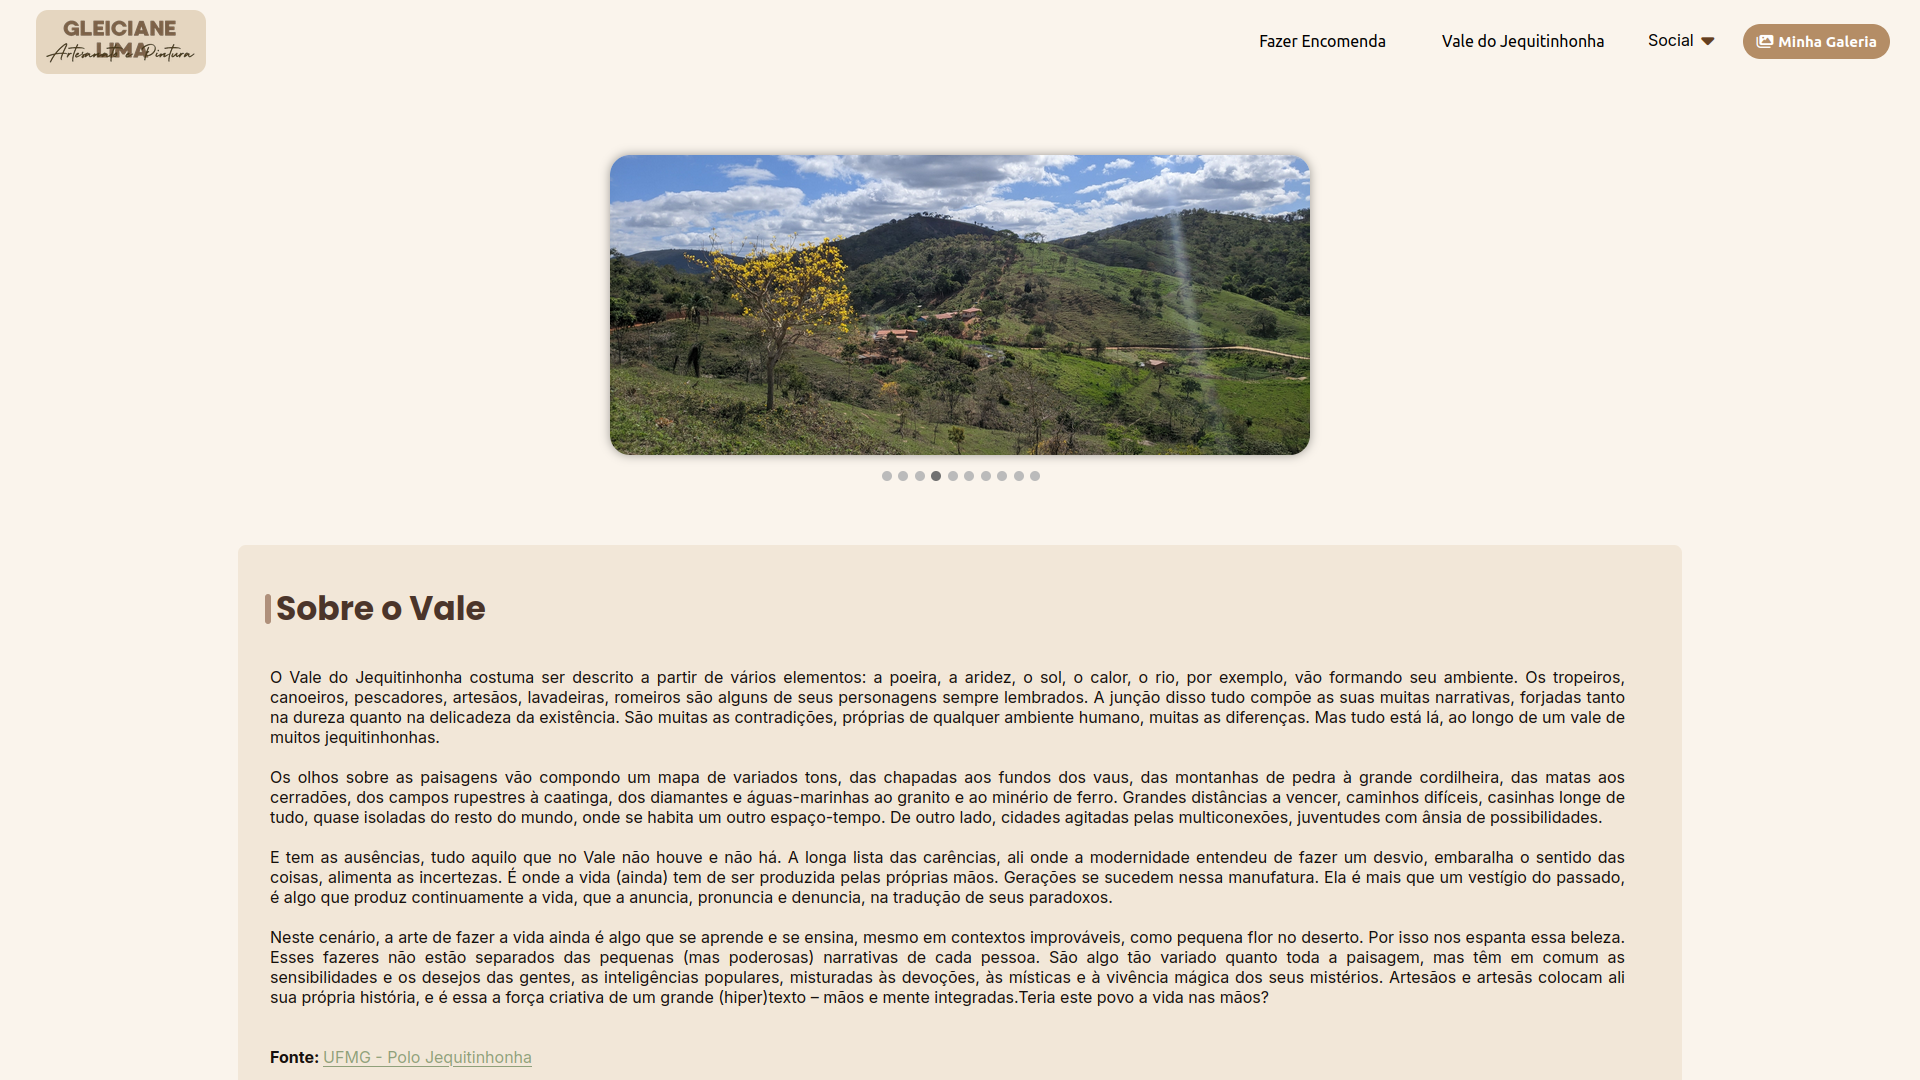 GLEICIANE
LIMA
Artesanato e Pintura
Fazer Encomenda
Vale do Jequitinhonha
Social
Minha Galeria
Sobre o Vale
O Vale do Jequitinhonha costuma ser descrito a partir de vários elementos: a poeira, a aridez, o sol, o calor, o rio, por exemplo, vão formando seu ambiente. Os tropeiros,
canoeiros, pescadores, artesãos, lavadeiras, romeiros são alguns de seus personagens sempre lembrados. A junção disso tudo compõe as suas muitas narrativas, forjadas tanto
na dureza quanto na delicadeza da existência. São muitas as contradições, próprias de qualquer ambiente humano, muitas as diferenças. Mas tudo está lá, ao longo de um vale de
muitos jequitinhonhas.
Os olhos sobre as paisagens vão compondo um mapa de variados tons, das chapadas aos fundos dos vaus, das montanhas de pedra à grande cordilheira, das matas aos
cerradões, dos campos rupestres à caatinga, dos diamantes e águas-marinhas ao granito e ao minério de ferro. Grandes distâncias a vencer, caminhos difíceis, casinhas longe de
tudo, quase isoladas do resto do mundo, onde se habita um outro espaço-tempo. De outro lado, cidades agitadas pelas multiconexões, juventudes com ânsia de possibilidades.
E tem as ausências, tudo aquilo que no Vale não houve e não há. A longa lista das carências, ali onde a modernidade entendeu de fazer um desvio, embaralha o sentido das
coisas, alimenta as incertezas. É onde a vida (ainda) tem de ser produzida pelas próprias mãos. Gerações se sucedem nessa manufatura. Ela é mais que um vestígio do passado,
é algo que produz continuamente a vida, que a anuncia, pronuncia e denuncia, na tradução de seus paradoxos.
Neste cenário, a arte de fazer a vida ainda é algo que se aprende e se ensina, mesmo em contextos improváveis, como pequena flor no deserto. Por isso nos espanta essa beleza.
Esses fazeres não estão separados das pequenas (mas poderosas) narrativas de cada pessoa. São algo tão variado quanto toda a paisagem, mas têm em comum as
sensibilidades e os desejos das gentes, as inteligências populares, misturadas às devoções, às místicas e à vivência mágica dos seus mistérios. Artesãos e artesãs colocam ali
sua própria história, e é essa a força criativa de um grande (hiper)texto – mãos e mente integradas.Teria este povo a vida nas mãos?
Fonte: UFMG - Polo Jequitinhonha